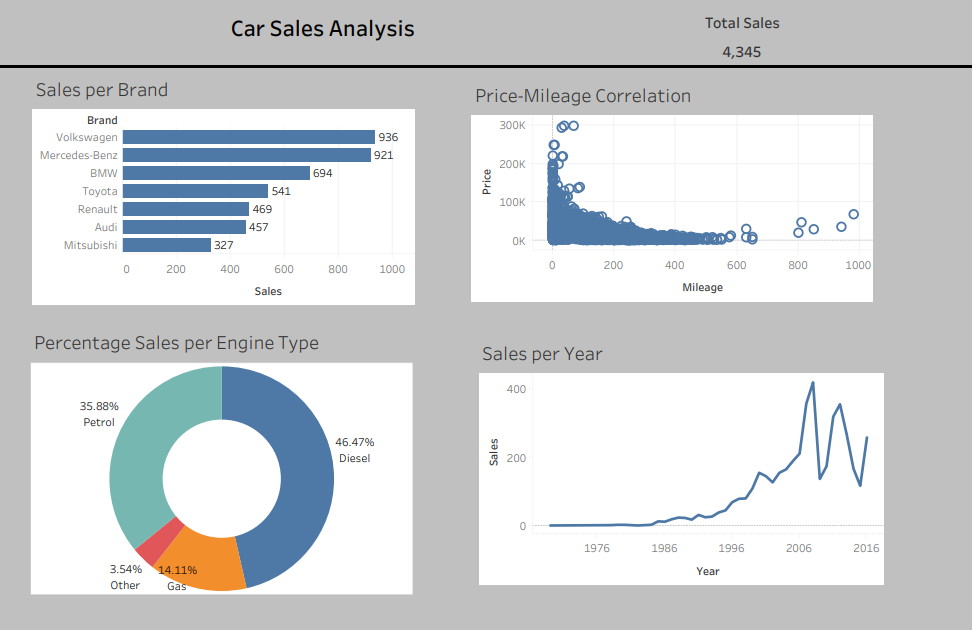 Car Sales Analysis
Total Sales
4,345
Sales per Brand
Brand
Volkswagen 936
Mercedes-Benz 921
BMW 694
Toyota 541
Renault 469
Audi 457
Mitsubishi 327
0 200 400 600 800 1000
Sales
Price-Mileage Correlation
300K
200K
100K
0K
Price
0 200 400 600 800 1000
Mileage
Percentage Sales per Engine Type
35.88%
Petrol
46.47%
Diesel
3.54%
Other
14.11%
Gas
Sales per Year
400
200
0
Sales
1976 1986 1996 2006 2016
Year